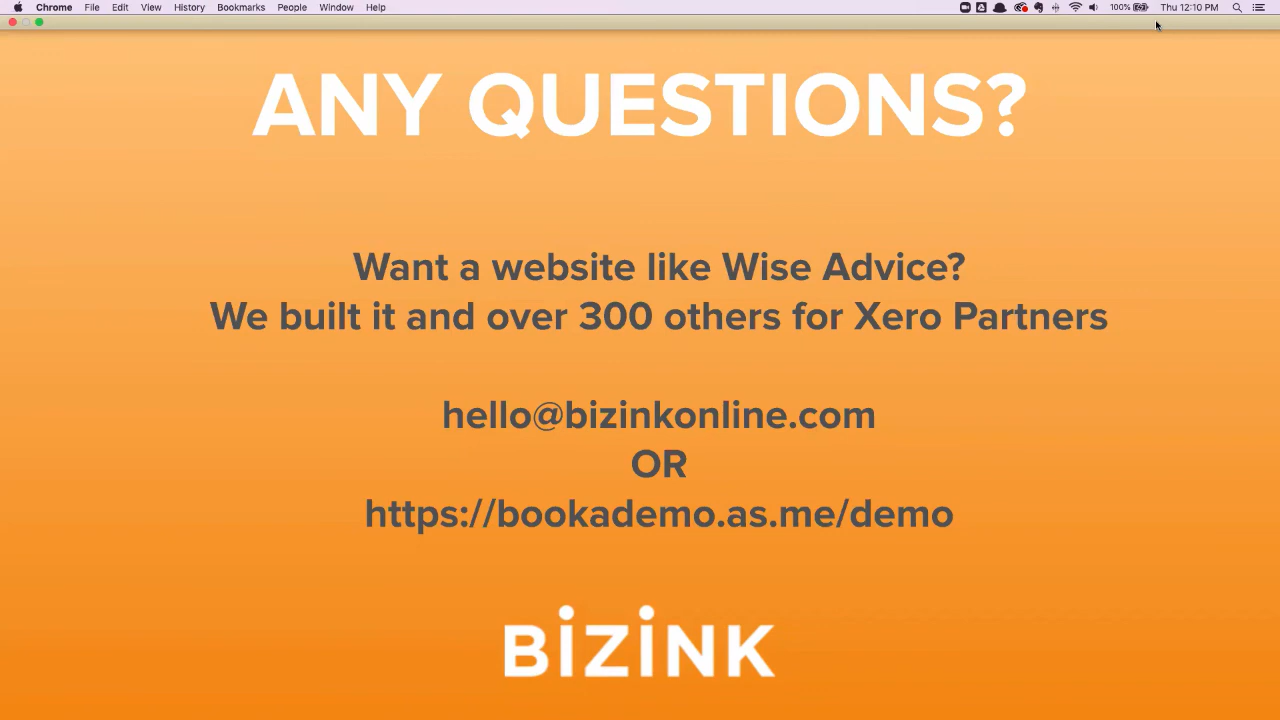 Chrome File Edit View History Bookmarks People Window Help 100% Thu 12:10 PM
ANY QUESTIONS?
Want a website like Wise Advice?
We built it and over 300 others for Xero Partners
hello@bizinkonline.com
OR
https://bookademo.as.me/demo
BiZiNK